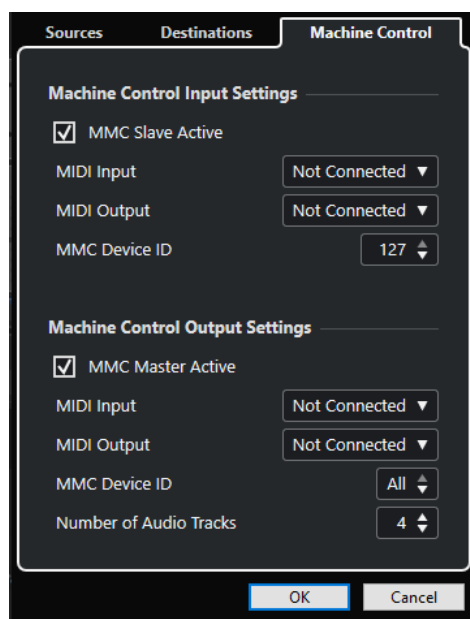 Sources Destinations Machine Control
Machine Control Input Settings
MMC Slave Active
MIDI Input Not Connected
MIDI Output Not Connected
MMC Device ID 127
Machine Control Output Settings
MMC Master Active
MIDI Input Not Connected
MIDI Output Not Connected
MMC Device ID All
Number of Audio Tracks 4
OK Cancel